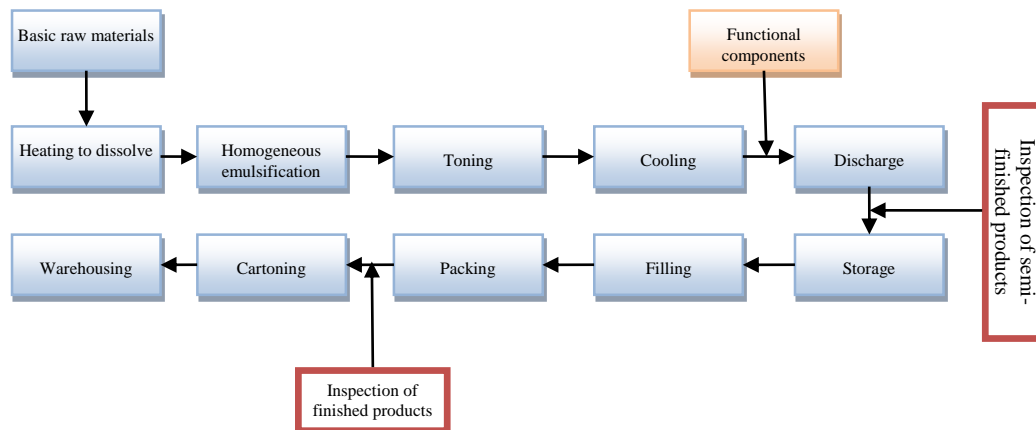 Basic raw materials
Functional
components
Heating to dissolve
Homogeneous
emulsification
Toning
Cooling
Discharge
Inspection of semi-
finished products
Warehousing
Cartoning
Packing
Filling
Storage
Inspection of
finished products